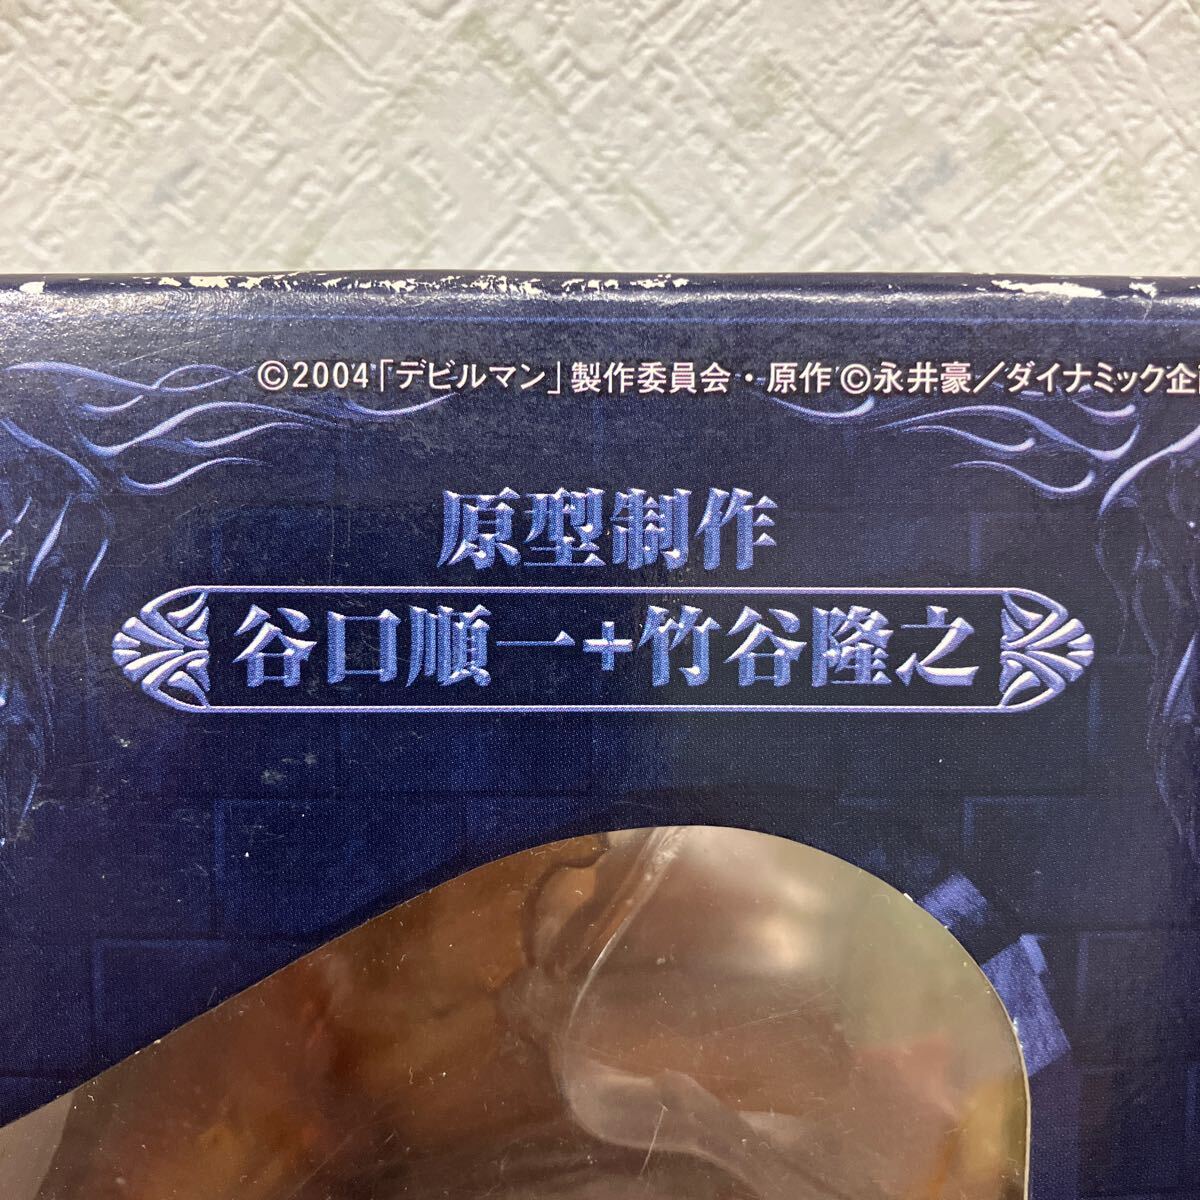 ©2004「デビルマン」製作委員会・原作©永井豪／ダイナミック企
原型制作
谷口順一+竹谷隆之